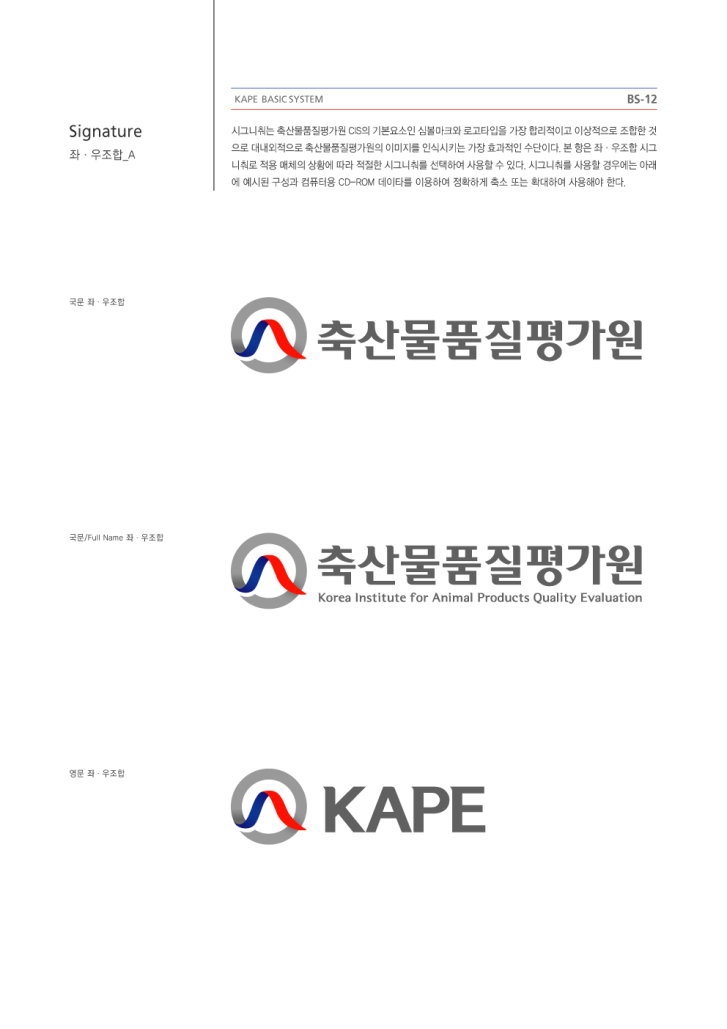 KAPE BASIC SYSTEM
BS-12
Signature
좌 · 우조합_A
시그니춰는 축산물품질평가원 CIS의 기본요소인 심볼마크와 로고타입을 가장 합리적이고 이상적으로 조합한 것
으로 대내외적으로 축산물품질평가원의 이미지를 인식시키는 가장 효과적인 수단이다. 본 항은 좌 · 우조합 시그
니춰로 적용 매체의 상황에 따라 적절한 시그니춰를 선택하여 사용할 수 있다. 시그니춰를 사용할 경우에는 아래
에 예시된 구성과 컴퓨터용 CD-ROM 데이타를 이용하여 정확하게 축소 또는 확대하여 사용해야 한다.
국문 좌 · 우조합
축산물품질평가원
국문/Full Name 좌 · 우조합
축산물품질평가원
Korea Institute for Animal Products Quality Evaluation
영문 좌 · 우조합
KAPE